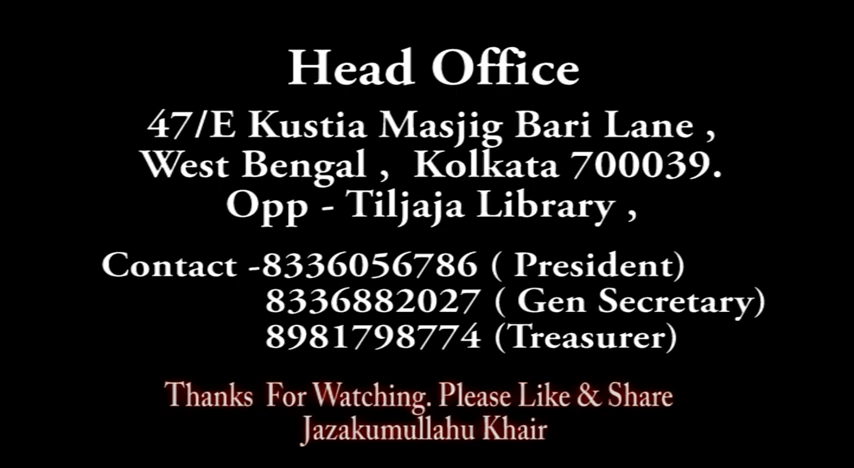 Head Office
47/E Kustia Masjig Bari Lane ,
West Bengal , Kolkata 700039.
Opp - Tiljaja Library ,
Contact -8336056786 ( President)
8336882027 ( Gen Secretary)
8981798774 (Treasurer)
Thanks For Watching. Please Like & Share
Jazakumullahu Khair